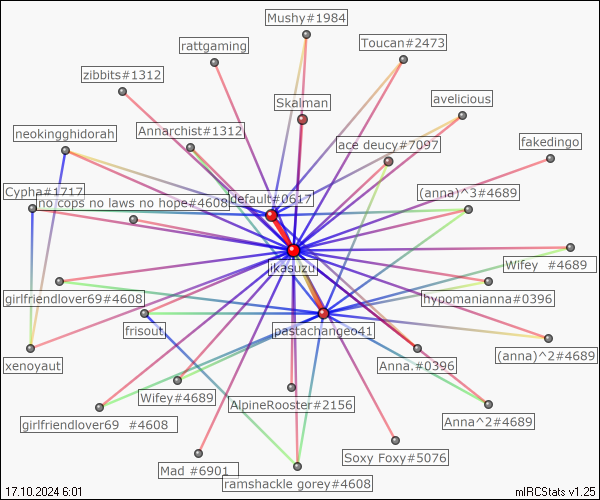 Mushy#1984
Toucan#2473
rattgaming
zibbits#1312
Skalman
avelicious
neokingghidorah
Annarchist#1312
ace deucy#7097
fakedingo
Cypha#1717
no cops no laws no hope#4608
default#0617
(anna)^3#4689
ikasuzu
Wifey #4689
girlfriendlover69#4608
hypomanianna#0396
frisout
pastachangeo41
(anna)^2#4689
xenoyaut
Anna.#0396
Wifey#4689
AlpineRooster#2156
girlfriendlover69 #4608
Anna^2#4689
Soxy Foxy#5076
Mad #6901
ramshackle gorey#4608
17.10.2024 6:01
mIRCStats v1.25